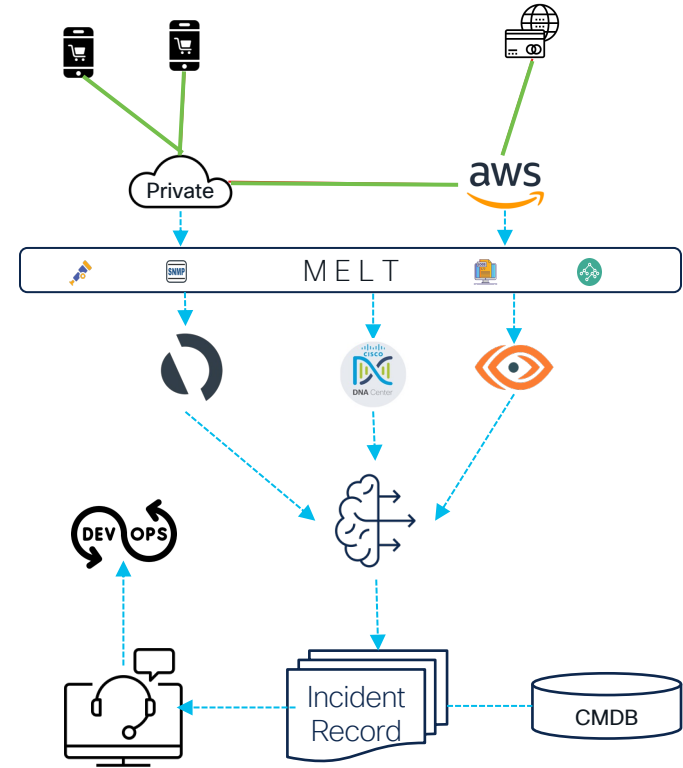 Private
aws
SNMP
MELT
CISCO
DNA Center
DEV OPS
Incident
Record
CMDB